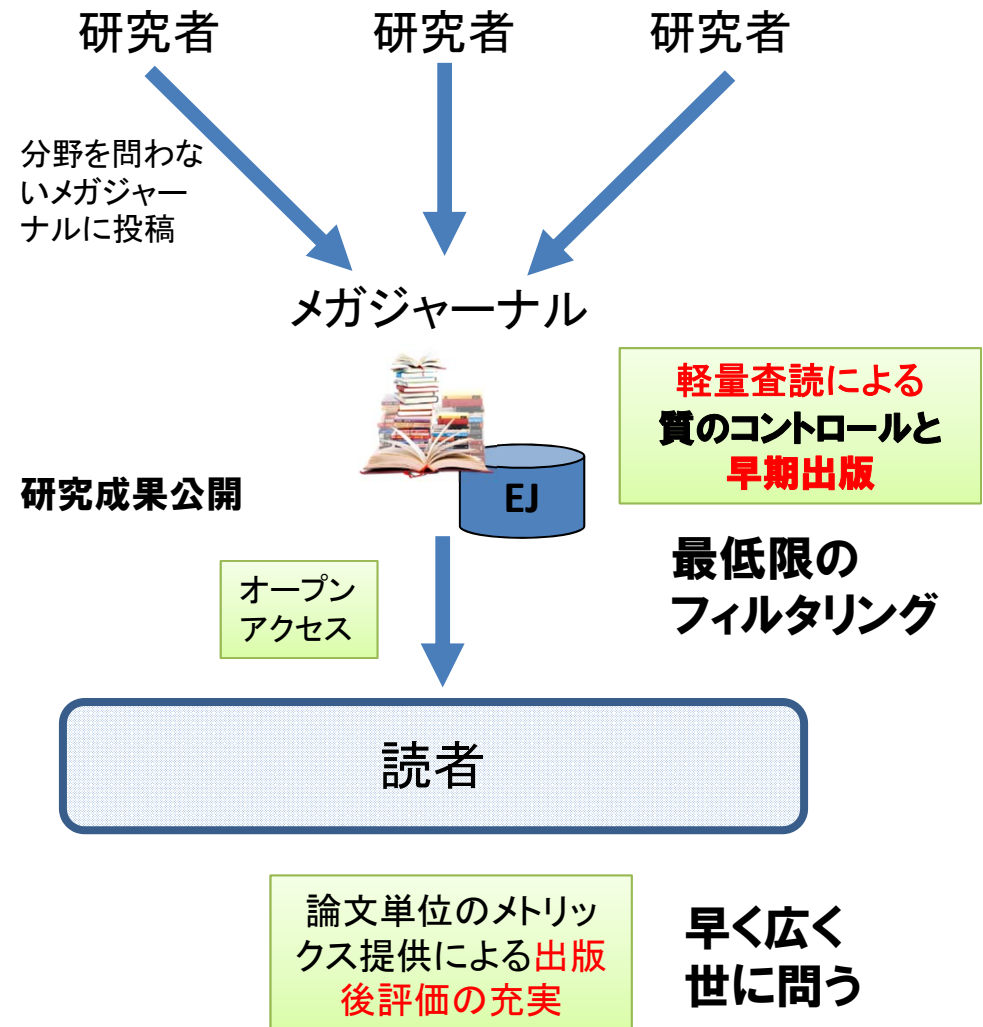 研究者
研究者
研究者
分野を問わな
いメガジャー
ナルに投稿
メガジャーナル
軽量査読による
質のコントロールと
早期出版
研究成果公開
EJ
最低限の
フィルタリング
オープン
アクセス
読者
論文単位のメトリッ
クス提供による出版
後評価の充実
早く広く
世に問う